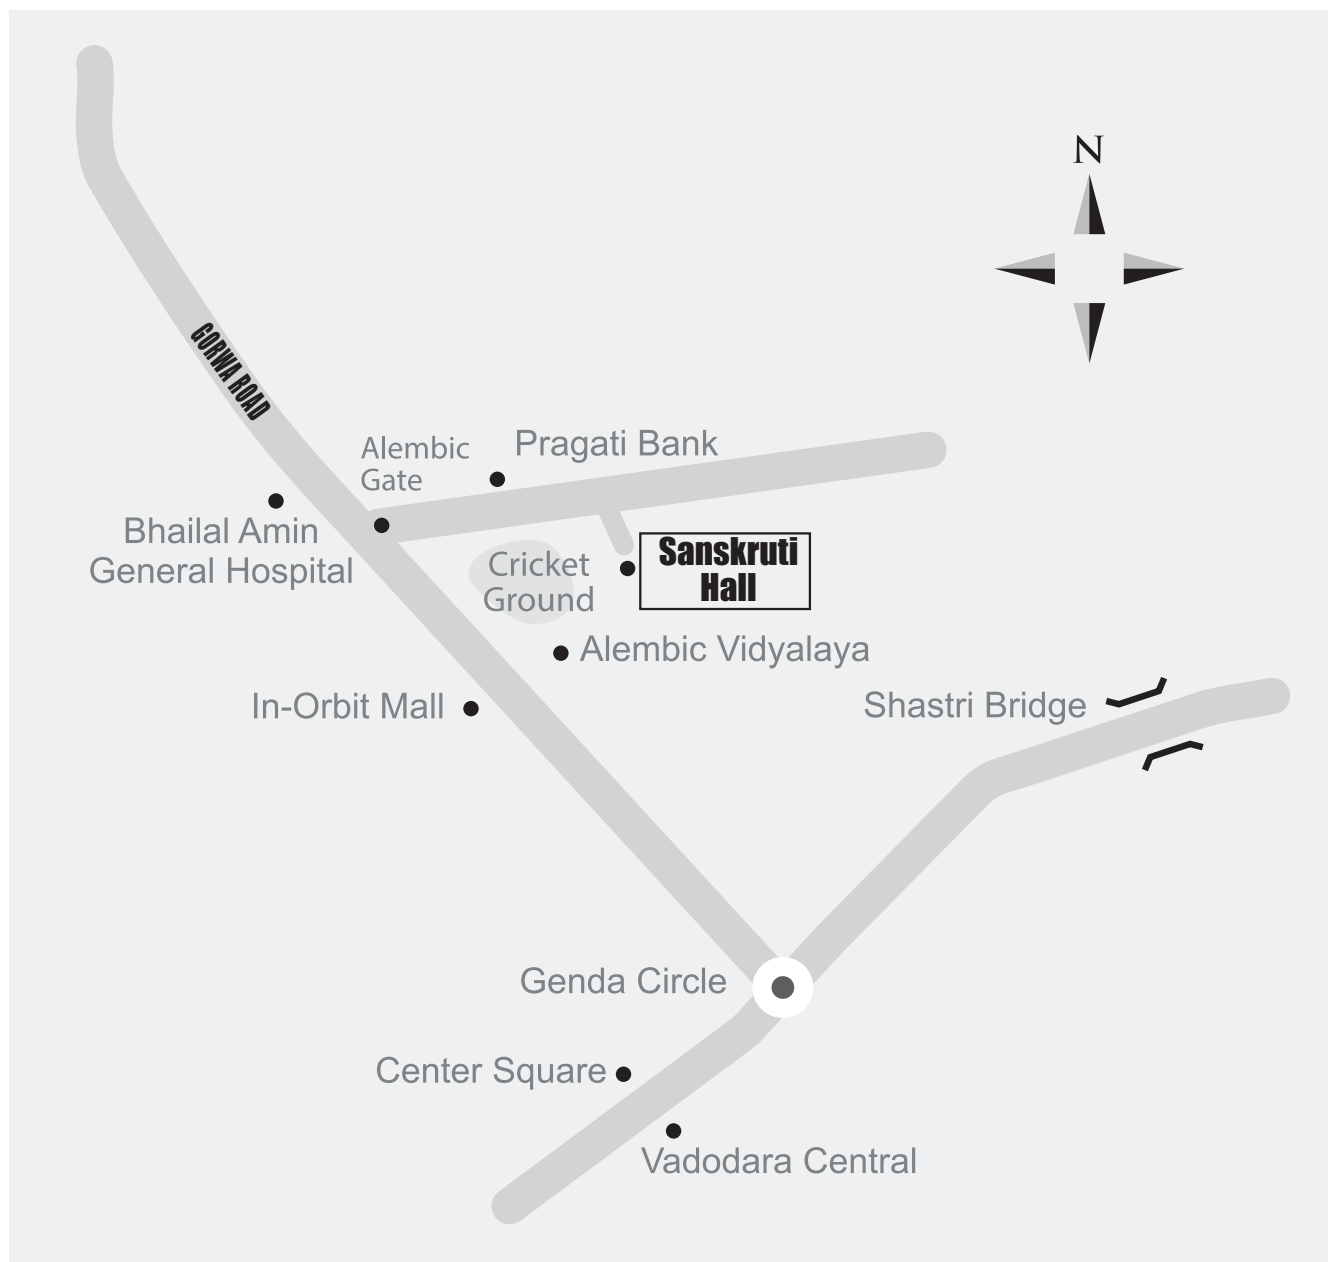 N
GORWA ROAD
Alembic
Gate
Pragati Bank
Bhailal Amin
General Hospital
Cricket
Ground
Sanskruti
Hall
Alembic Vidyalaya
In-Orbit Mall
Shastri Bridge
Genda Circle
Center Square
Vadodara Central